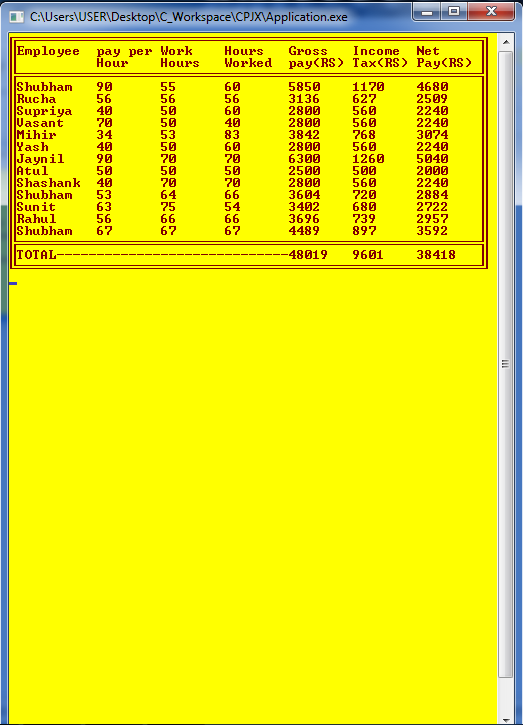 C:\Users\USER\Desktop\C_Workspace\CPJX\Application.exe
Employee pay per Work Hours Gross Income Net
Hour Hours Worked pay(RS) Tax(RS) Pay(RS)
Shubham 90 55 60 5850 1170 4680
Rucha 56 56 56 3136 627 2509
Supriya 40 50 60 2800 560 2240
Vasant 70 50 40 2800 560 2240
Mihir 34 53 83 3842 768 3074
Yash 40 50 60 2800 560 2240
Jaynil 90 70 70 6300 1260 5040
Atul 50 50 50 2500 500 2000
Shashank 40 70 70 2800 560 2240
Shubham 53 64 66 3604 720 2884
Sunit 63 75 54 3402 680 2722
Rahul 56 66 66 3696 739 2957
Shubham 67 67 67 4489 897 3592
TOTAL-----------------------------48019 9601 38418